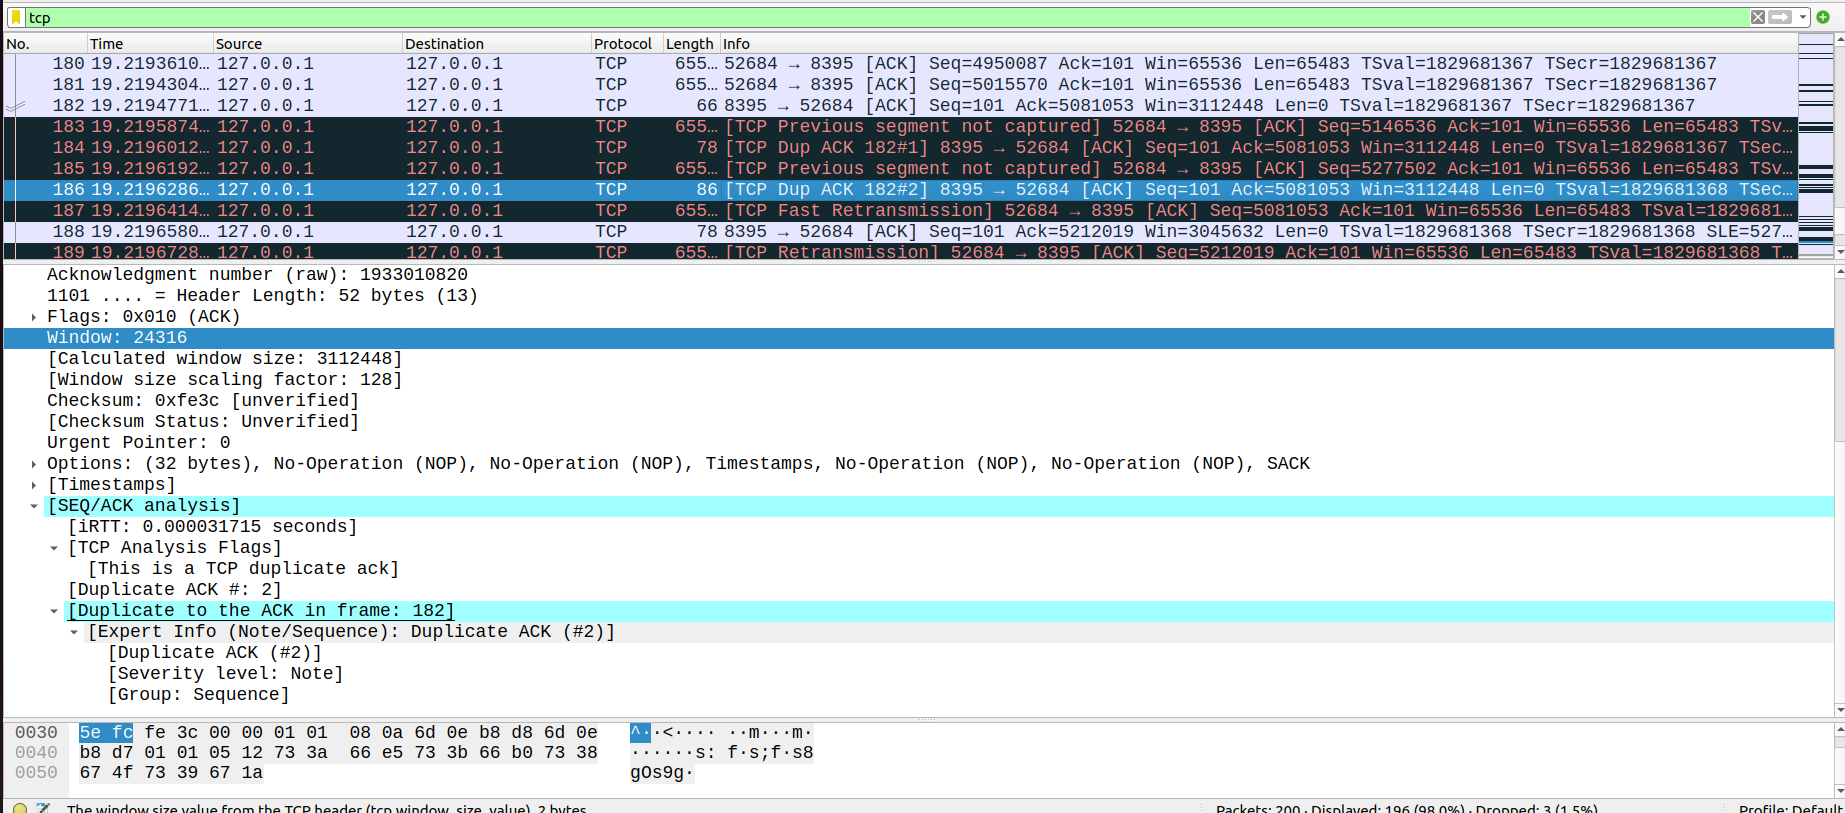 tcp
No. Time Source Destination Protocol Length Info
180 19.2193610… 127.0.0.1 127.0.0.1 TCP 655… 52684 → 8395 [ACK] Seq=4950087 Ack=101 Win=65536 Len=65483 TSval=1829681367 TSecr=1829681367
181 19.2194304… 127.0.0.1 127.0.0.1 TCP 655… 52684 → 8395 [ACK] Seq=5015570 Ack=101 Win=65536 Len=65483 TSval=1829681367 TSecr=1829681367
182 19.2194771… 127.0.0.1 127.0.0.1 TCP 66 8395 → 52684 [ACK] Seq=101 Ack=5081053 Win=3112448 Len=0 TSval=1829681367 TSecr=1829681367
183 19.2195874… 127.0.0.1 127.0.0.1 TCP 655… [TCP Previous segment not captured] 52684 → 8395 [ACK] Seq=5146536 Ack=101 Win=65536 Len=65483 TSv…
184 19.2196012… 127.0.0.1 127.0.0.1 TCP 78 [TCP Dup ACK 182#1] 8395 → 52684 [ACK] Seq=101 Ack=5081053 Win=3112448 Len=0 TSval=1829681367 TSec…
185 19.2196192… 127.0.0.1 127.0.0.1 TCP 655… [TCP Previous segment not captured] 52684 → 8395 [ACK] Seq=5277502 Ack=101 Win=65536 Len=65483 TSv…
186 19.2196286… 127.0.0.1 127.0.0.1 TCP 86 [TCP Dup ACK 182#2] 8395 → 52684 [ACK] Seq=101 Ack=5081053 Win=3112448 Len=0 TSval=1829681368 TSec…
187 19.2196414… 127.0.0.1 127.0.0.1 TCP 655… [TCP Fast Retransmission] 52684 → 8395 [ACK] Seq=5081053 Ack=101 Win=65536 Len=65483 TSval=1829681…
188 19.2196580… 127.0.0.1 127.0.0.1 TCP 78 8395 → 52684 [ACK] Seq=101 Ack=5212019 Win=3045632 Len=0 TSval=1829681368 TSecr=1829681368 SLE=527…
189 19.2196728… 127.0.0.1 127.0.0.1 TCP 655… [TCP Retransmission] 52684 → 8395 [ACK] Seq=5212019 Ack=101 Win=65536 Len=65483 TSval=1829681368 T…
Acknowledgment number (raw): 1933010820
1101 .... = Header Length: 52 bytes (13)
Flags: 0x010 (ACK)
Window: 24316
[Calculated window size: 3112448]
[Window size scaling factor: 128]
Checksum: 0xfe3c [unverified]
[Checksum Status: Unverified]
Urgent Pointer: 0
Options: (32 bytes), No-Operation (NOP), No-Operation (NOP), Timestamps, No-Operation (NOP), No-Operation (NOP), SACK
[Timestamps]
[SEQ/ACK analysis]
[iRTT: 0.000031715 seconds]
[TCP Analysis Flags]
[This is a TCP duplicate ack]
[Duplicate ACK #: 2]
[Duplicate to the ACK in frame: 182]
[Expert Info (Note/Sequence): Duplicate ACK (#2)]
[Duplicate ACK (#2)]
[Severity level: Note]
[Group: Sequence]
0030 5e fc fe 3c 00 00 01 01 08 0a 6d 0e b8 d8 6d 0e ^··<···· ··m···m·
0040 b8 d7 01 01 05 12 73 3a 66 e5 73 3b 66 b0 73 38 ······s: f·s;f·s8
0050 67 4f 73 39 67 1a gOs9g·
The window size value from the TCP header (tcp.window_size_value), 2 bytes Packets: 200 · Displayed: 196 (98.0%) · Dropped: 3 (1.5%) Profile: Default